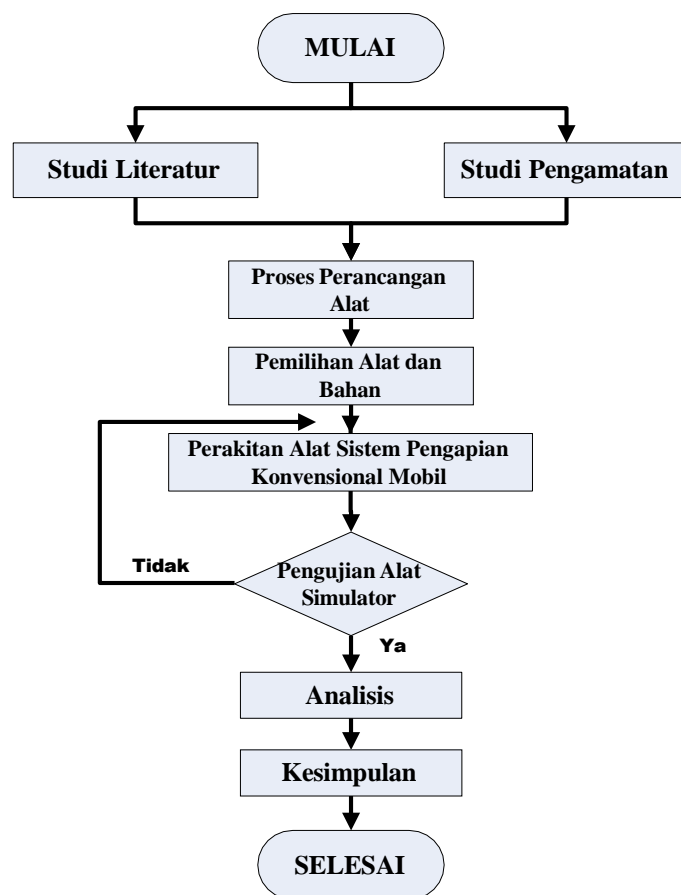 MULAI
Studi Literatur
Studi Pengamatan
Proses Perancangan
Alat
Pemilihan Alat dan
Bahan
Perakitan Alat Sistem Pengapian
Konvensional Mobil
Tidak
Pengujian Alat
Simulator
Ya
Analisis
Kesimpulan
SELESAI